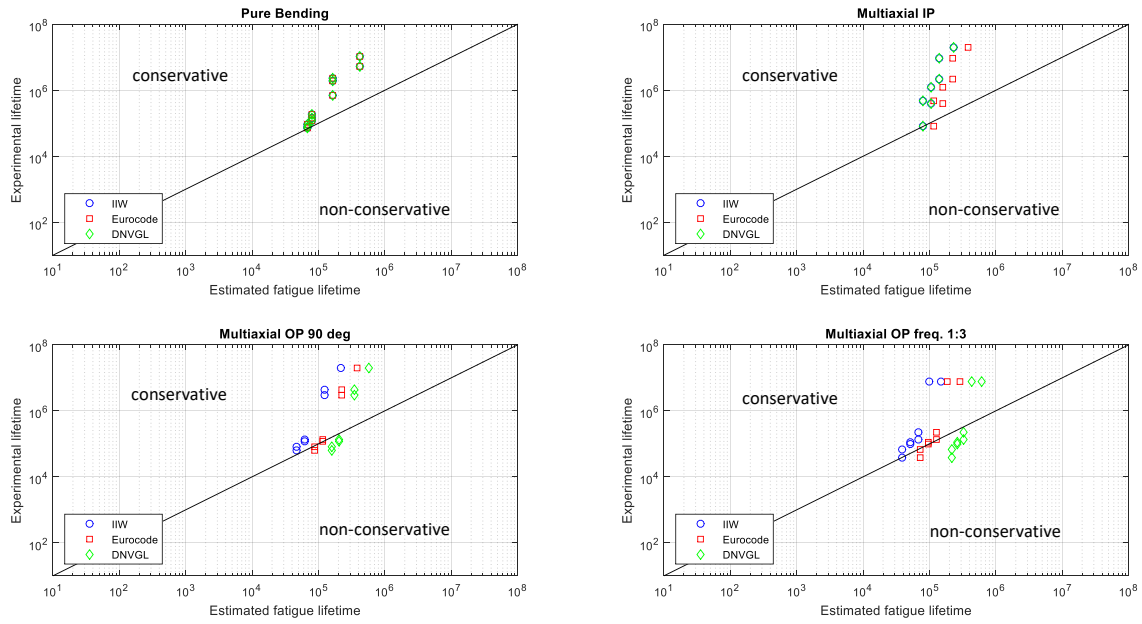 Pure Bending
10^8
10^6
10^4
10^2
Experimental lifetime
conservative
non-conservative
IIW
Eurocode
DNVGL
10^1 10^2 10^3 10^4 10^5 10^6 10^7 10^8
Estimated fatigue lifetime
Multiaxial IP
10^8
10^6
10^4
10^2
Experimental lifetime
conservative
non-conservative
IIW
Eurocode
DNVGL
10^1 10^2 10^3 10^4 10^5 10^6 10^7 10^8
Estimated fatigue lifetime
Multiaxial OP 90 deg
10^8
10^6
10^4
10^2
Experimental lifetime
conservative
non-conservative
IIW
Eurocode
DNVGL
10^1 10^2 10^3 10^4 10^5 10^6 10^7 10^8
Estimated fatigue lifetime
Multiaxial OP freq. 1:3
10^8
10^6
10^4
10^2
Experimental lifetime
conservative
non-conservative
IIW
Eurocode
DNVGL
10^1 10^2 10^3 10^4 10^5 10^6 10^7 10^8
Estimated fatigue lifetime